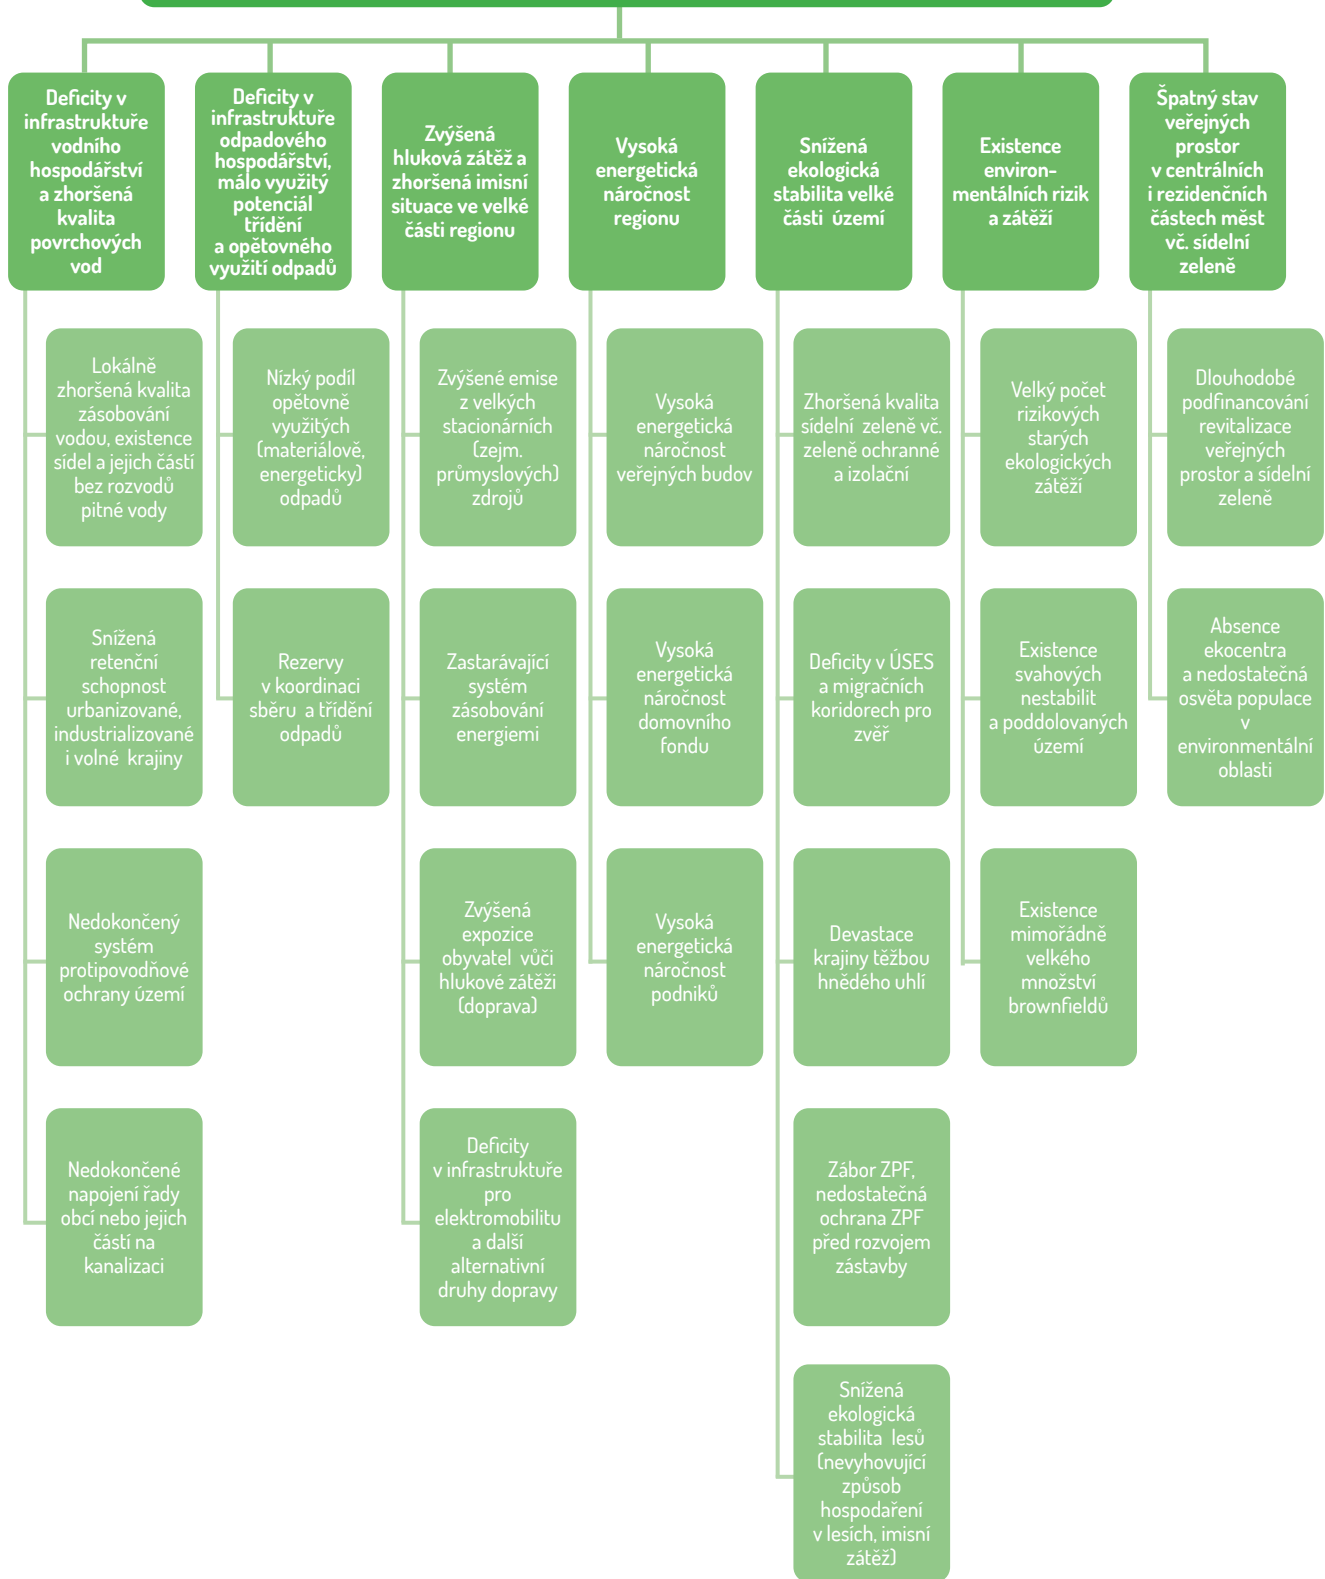 Deficity v
infrastruktuře
vodního
hospodářství
a zhoršená
kvalita
povrchových
vod
Deficity v
infrastruktuře
odpadového
hospodářství,
málo využitý
potenciál
třídění
a opětovného
využití odpadů
Zvýšená
hluková zátěž a
zhoršená imisní
situace ve velké
části regionu
Vysoká
energetická
náročnost
regionu
Snížená
ekologická
stabilita velké
části území
Existence
environ-
mentálních rizik
a zátěží
Špatný stav
veřejných
prostor
v centrálních
i rezidenčních
částech měst
vč. sídelní
zeleně
Lokálně
zhoršená kvalita
zásobování
vodou, existence
sídel a jejich částí
bez rozvodů
pitné vody
Nízký podíl
opětovně
využitých
(materiálově,
energeticky)
odpadů
Zvýšené emise
z velkých
stacionárních
(zejm.
průmyslových)
zdrojů
Vysoká
energetická
náročnost
veřejných budov
Zhoršená kvalita
sídelní zeleně vč.
zeleně ochranné
a izolační
Velký počet
rizikových
starých
ekologických
zátěží
Dlouhodobé
podfinancování
revitalizace
veřejných
prostor a sídelní
zeleně
Snížená
retenční
schopnost
urbanizované,
industrializované
i volné krajiny
Rezervy
v koordinaci
sběru a třídění
odpadů
Zastarávající
systém
zásobování
energiemi
Vysoká
energetická
náročnost
domovního
fondu
Deficity v ÚSES
a migračních
koridorech pro
zvěř
Existence
svahových
nestabilit
a poddolovaných
území
Absence
ekocentra
a nedostatečná
osvěta populace
v
environmentální
oblasti
Nedokončený
systém
protipovodňové
ochrany území
Zvýšená
expozice
obyvatel vůči
hlukové zátěži
(doprava)
Vysoká
energetická
náročnost
podniků
Devastace
krajiny těžbou
hnědého uhlí
Existence
mimořádně
velkého
množství
brownfieldů
Nedokončené
napojení řady
obcí nebo jejich
částí na
kanalizaci
Deficity
v infrastruktuře
pro
elektromobilitu
a další
alternativní
druhy dopravy
Zábor ZPF,
nedostatečná
ochrana ZPF
před rozvojem
zástavby
Snížená
ekologická
stabilita lesů
(nevyhovující
způsob
hospodaření
v lesích, imisní
zátěž)